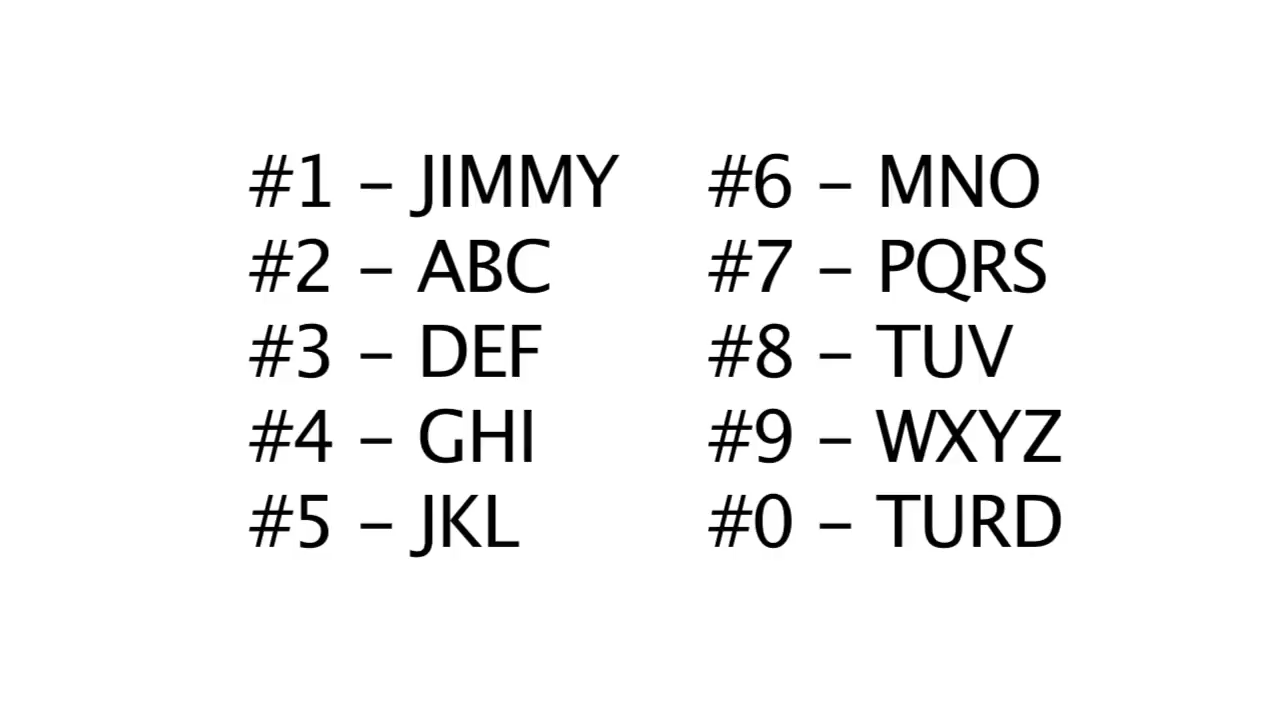 #1 – JIMMY
#2 – ABC
#3 – DEF
#4 – GHI
#5 – JKL
#6 – MNO
#7 – PQRS
#8 – TUV
#9 – WXYZ
#0 – TURD